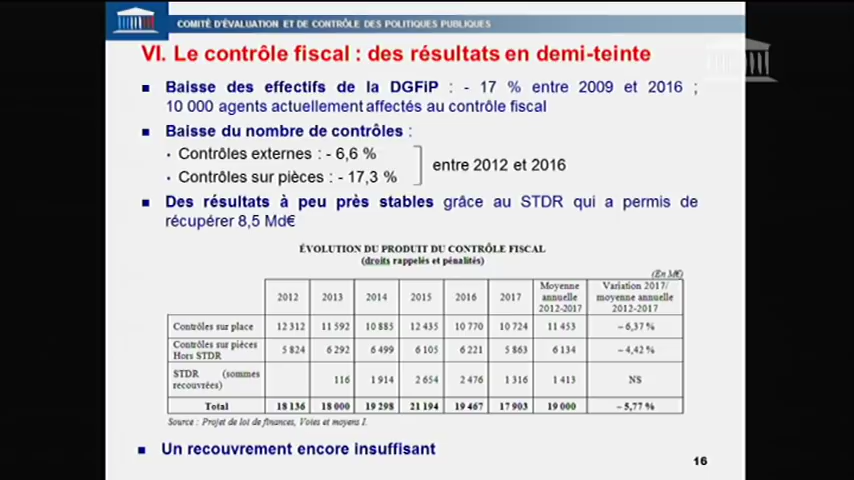 COMITÉ D'ÉVALUATION ET DE CONTRÔLE DES POLITIQUES PUBLIQUES
VI. Le contrôle fiscal : des résultats en demi-teinte
Baisse des effectifs de la DGFiP : - 17 % entre 2009 et 2016 ;
10 000 agents actuellement affectés au contrôle fiscal
Baisse du nombre de contrôles :
Contrôles externes : - 6,6 %
Contrôles sur pièces : - 17,3 %
entre 2012 et 2016
Des résultats à peu près stables grâce au STDR qui a permis de
récupérer 8,5 Md€
ÉVOLUTION DU PRODUIT DU CONTRÔLE FISCAL
(droits rappelés et pénalités)
(En M€)
2012 2013 2014 2015 2016 2017 Moyenne annuelle 2012-2017 Variation 2017/ moyenne annuelle 2012-2017
Contrôles sur place 12 312 11 592 10 885 12 435 10 770 10 724 11 453 – 6,37 %
Contrôles sur pièces Hors STDR 5 824 6 292 6 499 6 105 6 221 5 863 6 134 – 4,42 %
STDR (sommes recouvrées) 116 1 914 2 654 2 476 1 316 1 413 NS
Total 18 136 18 000 19 298 21 194 19 467 17 903 19 000 – 5,77 %
Source : Projet de loi de finances, Voies et moyens I.
Un recouvrement encore insuffisant
16